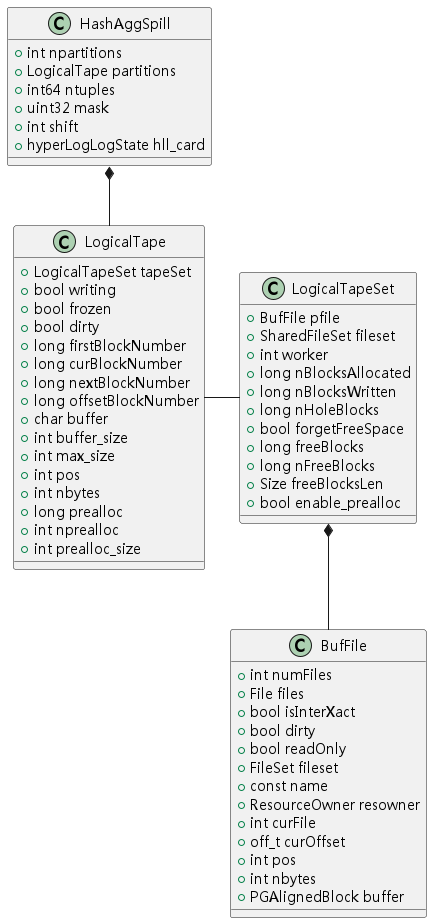 C HashAggSpill
int npartitions
LogicalTape partitions
int64 ntuples
uint32 mask
int shift
hyperLogLogState hll_card
C LogicalTape
LogicalTapeSet tapeSet
bool writing
bool frozen
bool dirty
long firstBlockNumber
long curBlockNumber
long nextBlockNumber
long offsetBlockNumber
char buffer
int buffer_size
int max_size
int pos
int nbytes
long prealloc
int nprealloc
int prealloc_size
C LogicalTapeSet
BufFile pfile
SharedFileSet fileset
int worker
long nBlocksAllocated
long nBlocksWritten
long nHoleBlocks
bool forgetFreeSpace
long freeBlocks
long nFreeBlocks
Size freeBlocksLen
bool enable_prealloc
C BufFile
int numFiles
File files
bool isInterXact
bool dirty
bool readOnly
FileSet fileset
const name
ResourceOwner resowner
int curFile
off_t curOffset
int pos
int nbytes
PGAlignedBlock buffer